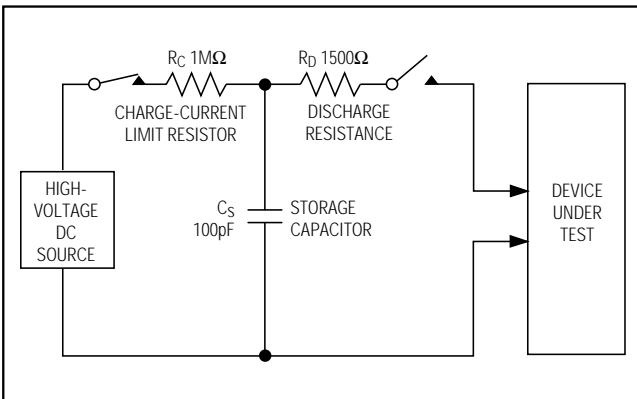 R_C 1MΩ
CHARGE-CURRENT
LIMIT RESISTOR
R_D 1500Ω
DISCHARGE
RESISTANCE
HIGH-
VOLTAGE
DC
SOURCE
C_S
100pF
STORAGE
CAPACITOR
DEVICE
UNDER
TEST